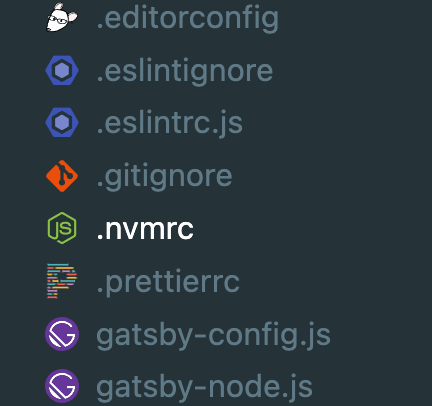 .editorconfig
.eslintignore
.eslintrc.js
.gitignore
.nvmrc
.prettierrc
gatsby-config.js
gatsby-node.js